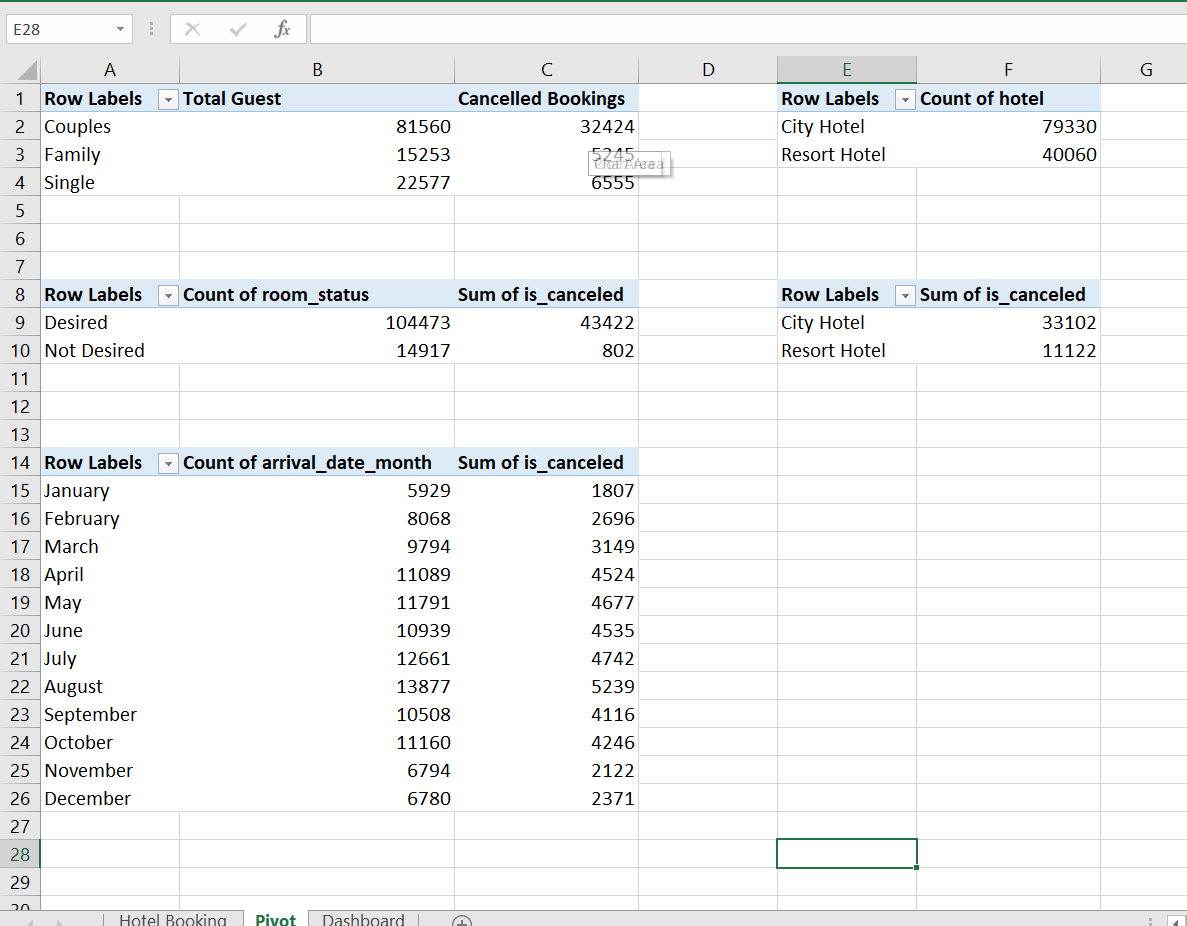 E28 fx
A B C D E F G
1 Row Labels Total Guest Cancelled Bookings Row Labels Count of hotel
2 Couples 81560 32424 City Hotel 79330
3 Family 15253 5245 Resort Hotel 40060
4 Single 22577 6555
5
6
7
8 Row Labels Count of room_status Sum of is_canceled Row Labels Sum of is_canceled
9 Desired 104473 43422 City Hotel 33102
10 Not Desired 14917 802 Resort Hotel 11122
11
12
13
14 Row Labels Count of arrival_date_month Sum of is_canceled
15 January 5929 1807
16 February 8068 2696
17 March 9794 3149
18 April 11089 4524
19 May 11791 4677
20 June 10939 4535
21 July 12661 4742
22 August 13877 5239
23 September 10508 4116
24 October 11160 4246
25 November 6794 2122
26 December 6780 2371
27
28
29
30
Hotel Booking Pivot Dashboard